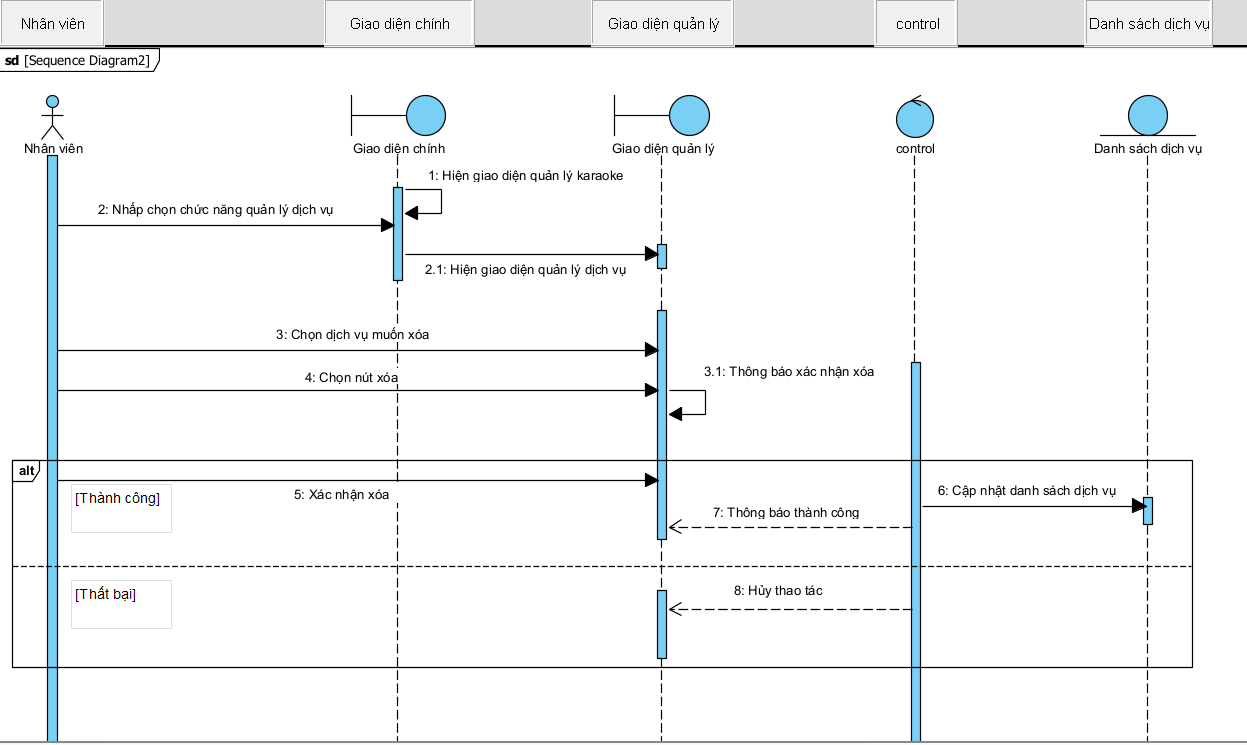 Nhân viên
Giao diện chính
Giao diện quản lý
control
Danh sách dịch vụ
sd [Sequence Diagram2]
Nhân viên
Giao diện chính
Giao diện quản lý
control
Danh sách dịch vụ
1: Hiện giao diện quản lý karaoke
2: Nhấp chọn chức năng quản lý dịch vụ
2.1: Hiện giao diện quản lý dịch vụ
3: Chọn dịch vụ muốn xóa
3.1: Thông báo xác nhận xóa
4: Chọn nút xóa
alt
5: Xác nhận xóa
[Thành công]
6: Cập nhật danh sách dịch vụ
7: Thông báo thành công
[Thất bại]
8: Hủy thao tác